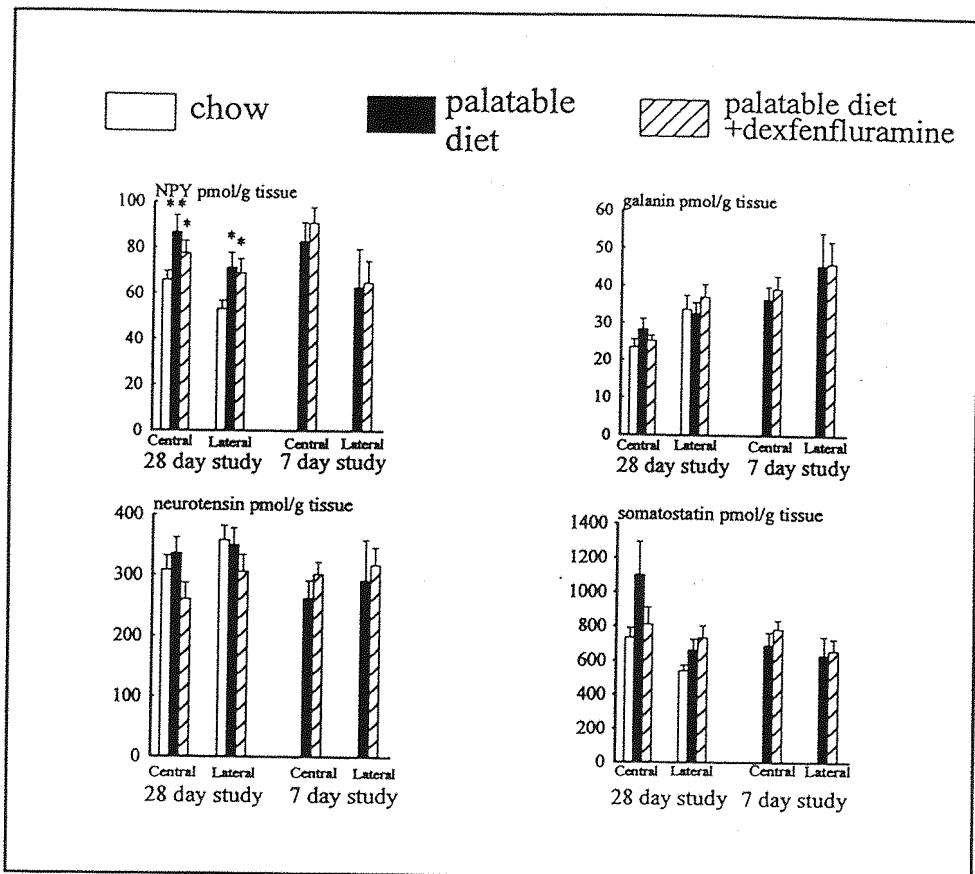 chow
palatable
diet
palatable diet
+dexfenfluramine
NPY pmol/g tissue
100
80
60
40
20
0
** * * *
Central Lateral Central Lateral
28 day study 7 day study
galanin pmol/g tissue
60
50
40
30
20
10
0
Central Lateral Central Lateral
28 day study 7 day study
neurotensin pmol/g tissue
400
300
200
100
0
Central Lateral Central Lateral
28 day study 7 day study
somatostatin pmol/g tissue
1400
1200
1000
800
600
400
200
0
Central Lateral Central Lateral
28 day study 7 day study